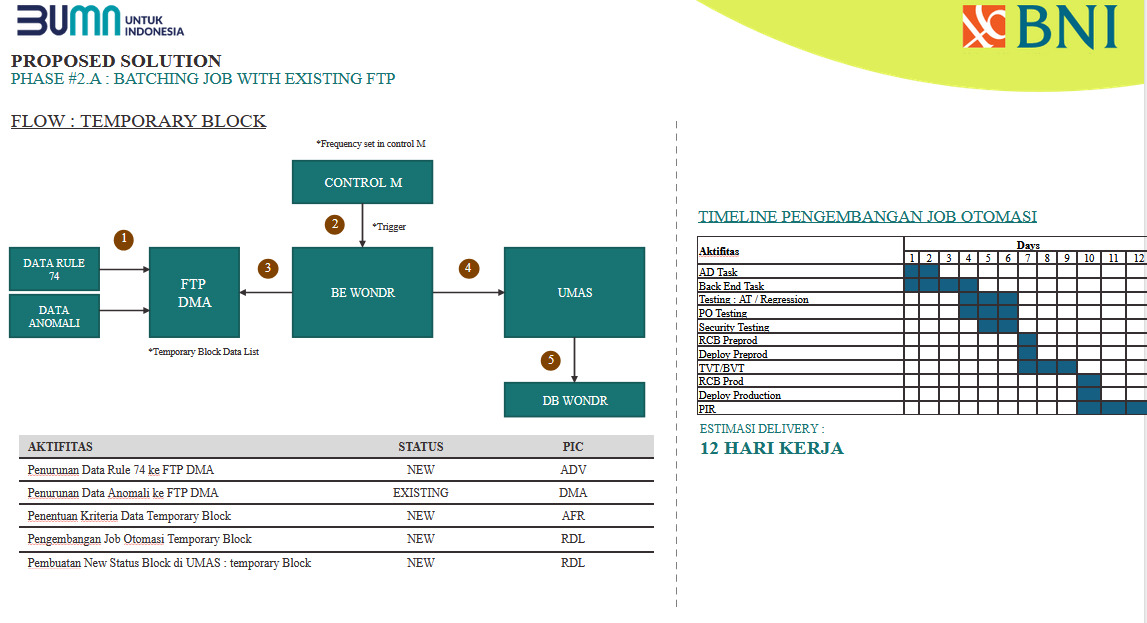 BUMN UNTUK
INDONESIA
BNI
PROPOSED SOLUTION
PHASE #2.A : BATCHING JOB WITH EXISTING FTP
FLOW : TEMPORARY BLOCK
*Frequency set in control M
CONTROL M
2
*Trigger
1
DATA RULE
74
DATA
ANOMALI
FTP
DMA
3
BE WONDR
4
UMAS
*Temporary Block Data List
5
DB WONDR
AKTIFITAS STATUS PIC
Penurunan Data Rule 74 ke FTP DMA NEW ADV
Penurunan Data Anomali ke FTP DMA EXISTING DMA
Penentuan Kriteria Data Temporary Block NEW AFR
Pengembangan Job Otomasi Temporary Block NEW RDL
Pembuatan New Status Block di UMAS : temporary Block NEW RDL
TIMELINE PENGEMBANGAN JOB OTOMASI
Aktifitas Days
1 2 3 4 5 6 7 8 9 10 11 12
AD Task
Back End Task
Testing : AT / Regression
PO Testing
Security Testing
RCB Preprod
Deploy Preprod
TVT/BVT
RCB Prod
Deploy Production
PIR
ESTIMASI DELIVERY :
12 HARI KERJA